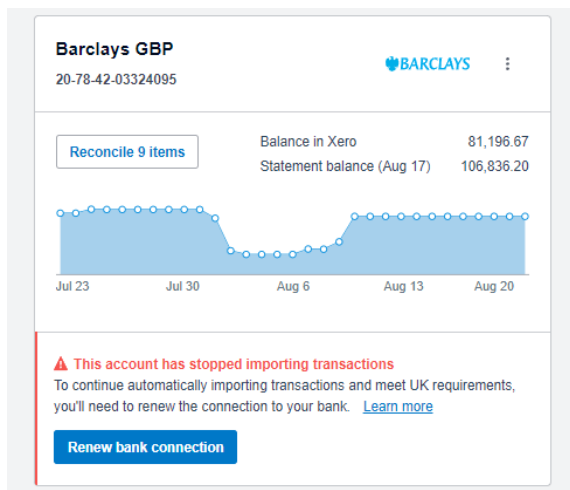 Barclays GBP
20-78-42-03324095
BARCLAYS
Reconcile 9 items
Balance in Xero 81,196.67
Statement balance (Aug 17) 106,836.20
Jul 23 Jul 30 Aug 6 Aug 13 Aug 20
This account has stopped importing transactions
To continue automatically importing transactions and meet UK requirements,
you'll need to renew the connection to your bank. Learn more
Renew bank connection